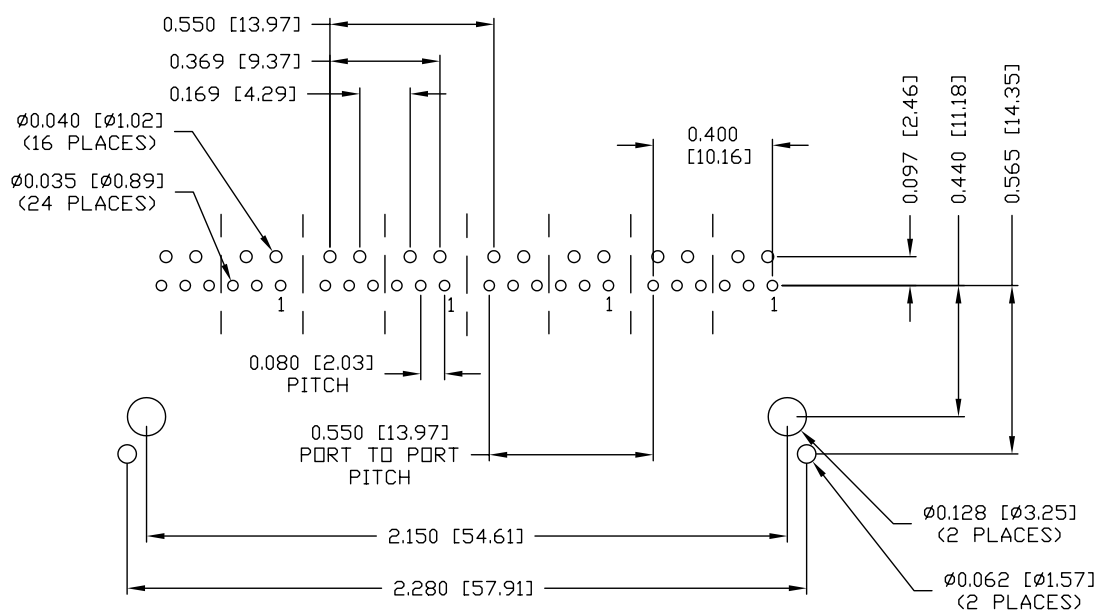 0.550 [13.97]
0.369 [9.37]
0.169 [4.29]
Ø0.040 [Ø1.02]
(16 PLACES)
Ø0.035 [Ø0.89]
(24 PLACES)
0.400
[10.16]
0.097 [2.46]
0.440 [11.18]
0.565 [14.35]
1
1
1
1
0.080 [2.03]
PITCH
0.550 [13.97]
PORT TO PORT
PITCH
2.150 [54.61]
2.280 [57.91]
Ø0.128 [Ø3.25]
(2 PLACES)
Ø0.062 [Ø1.57]
(2 PLACES)